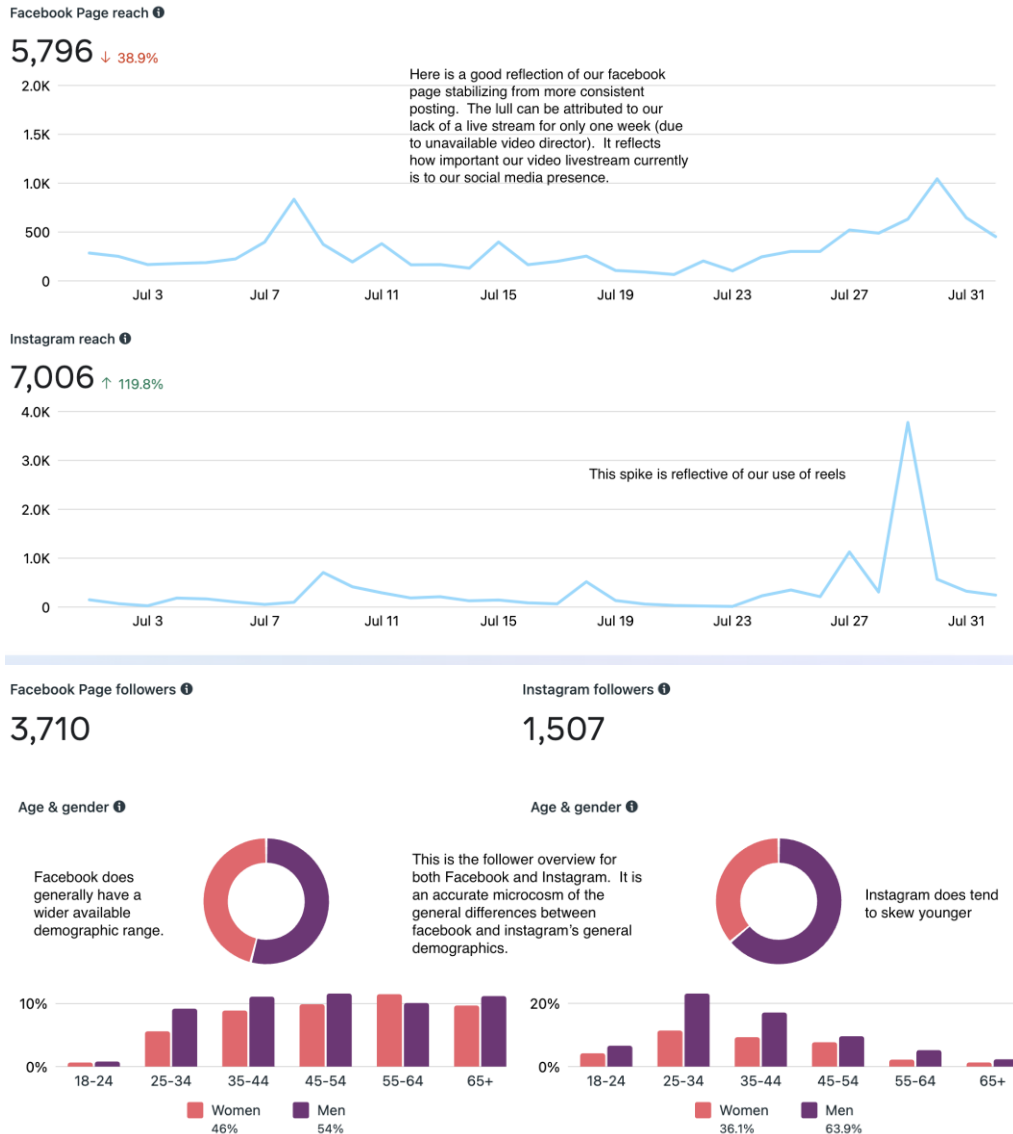 Facebook Page reach
5,796 ↓ 38.9%
Here is a good reflection of our facebook
page stabilizing from more consistent
posting. The lull can be attributed to our
lack of a live stream for only one week (due
to unavailable video director). It reflects
how important our video livestream currently
is to our social media presence.
2.0K
1.5K
1.0K
500
0
Jul 3 Jul 7 Jul 11 Jul 15 Jul 19 Jul 23 Jul 27 Jul 31
Instagram reach
7,006 ↑ 119.8%
4.0K
3.0K
This spike is reflective of our use of reels
2.0K
1.0K
0
Jul 3 Jul 7 Jul 11 Jul 15 Jul 19 Jul 23 Jul 27 Jul 31
Facebook Page followers
3,710
Instagram followers
1,507
Age & gender
Facebook does
generally have a
wider available
demographic range.
This is the follower overview for
both Facebook and Instagram. It is
an accurate microcosm of the
general differences between
facebook and instagram's general
demographics.
Age & gender
Instagram does tend
to skew younger
10%
0%
18-24 25-34 35-44 45-54 55-64 65+
Women Men
46% 54%
20%
0%
18-24 25-34 35-44 45-54 55-64 65+
Women Men
36.1% 63.9%